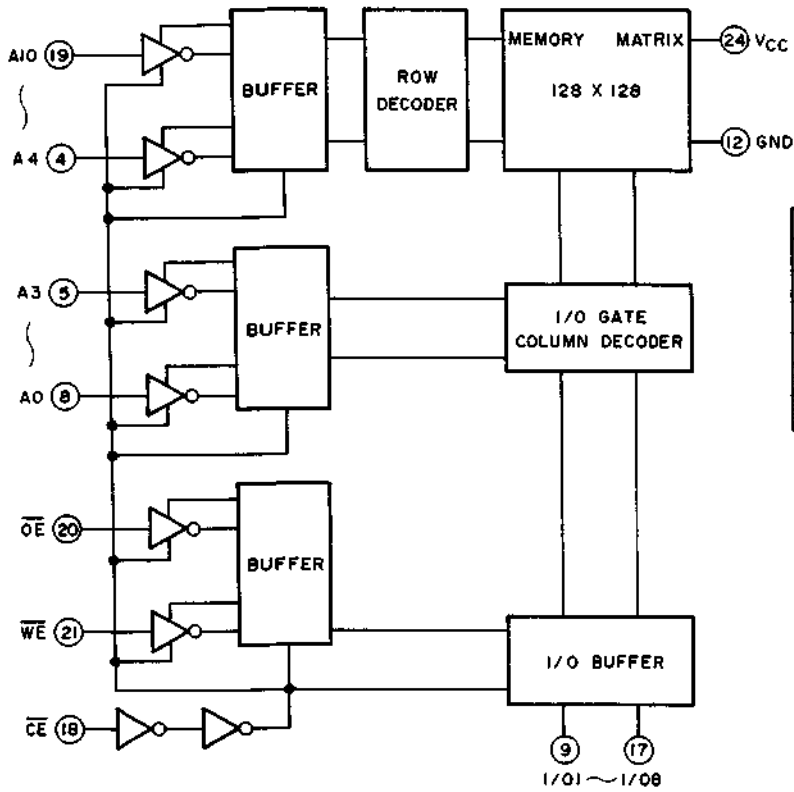 A10 19
BUFFER
ROW DECODER
MEMORY MATRIX
128 X 128
24 VCC
A4 4
12 GND
A3 5
BUFFER
I/O GATE
COLUMN DECODER
A0 8
OE 20
BUFFER
WE 21
I/O BUFFER
CE 18
9 17
I/O1 ~ I/O8